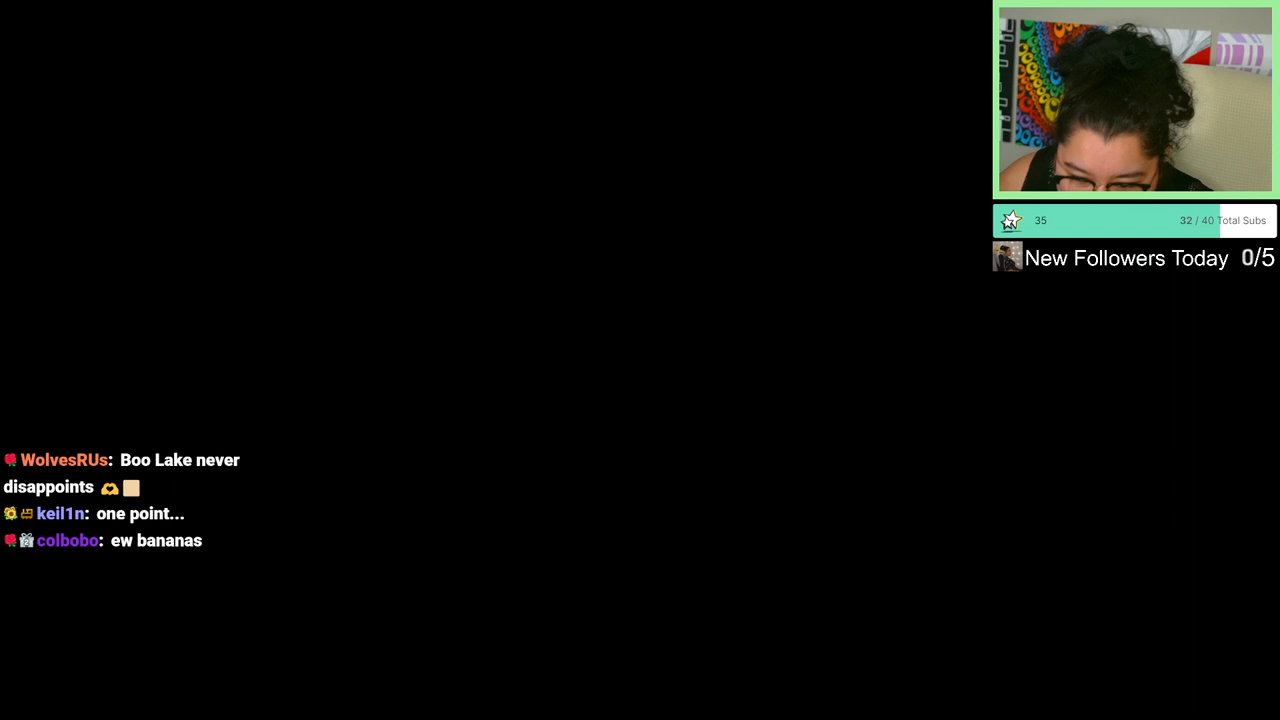 35 32 / 40 Total Subs
New Followers Today 0/5
WolvesRUs: Boo Lake never
disappoints 🫶🏼
keil1n: one point...
colbobo: ew bananas